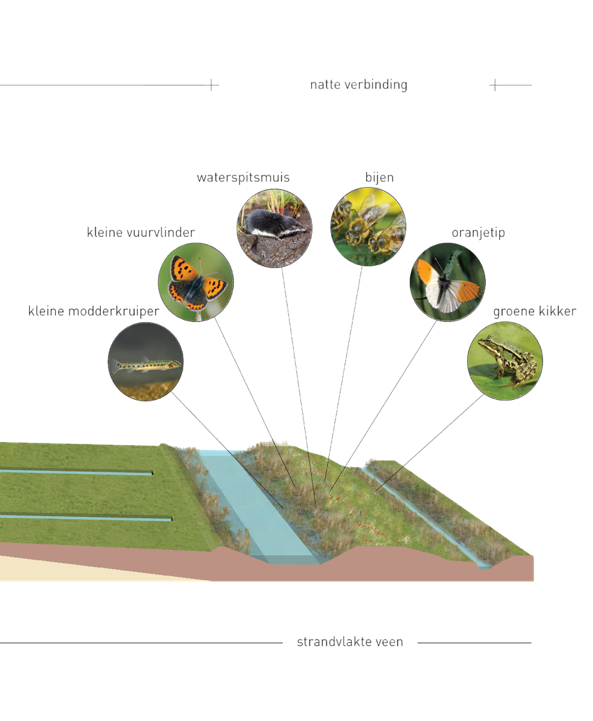 natte verbinding
waterspitsmuis
bijen
kleine vuurvlinder
oranjetip
kleine modderkruiper
groene kikker
strandvlakte veen